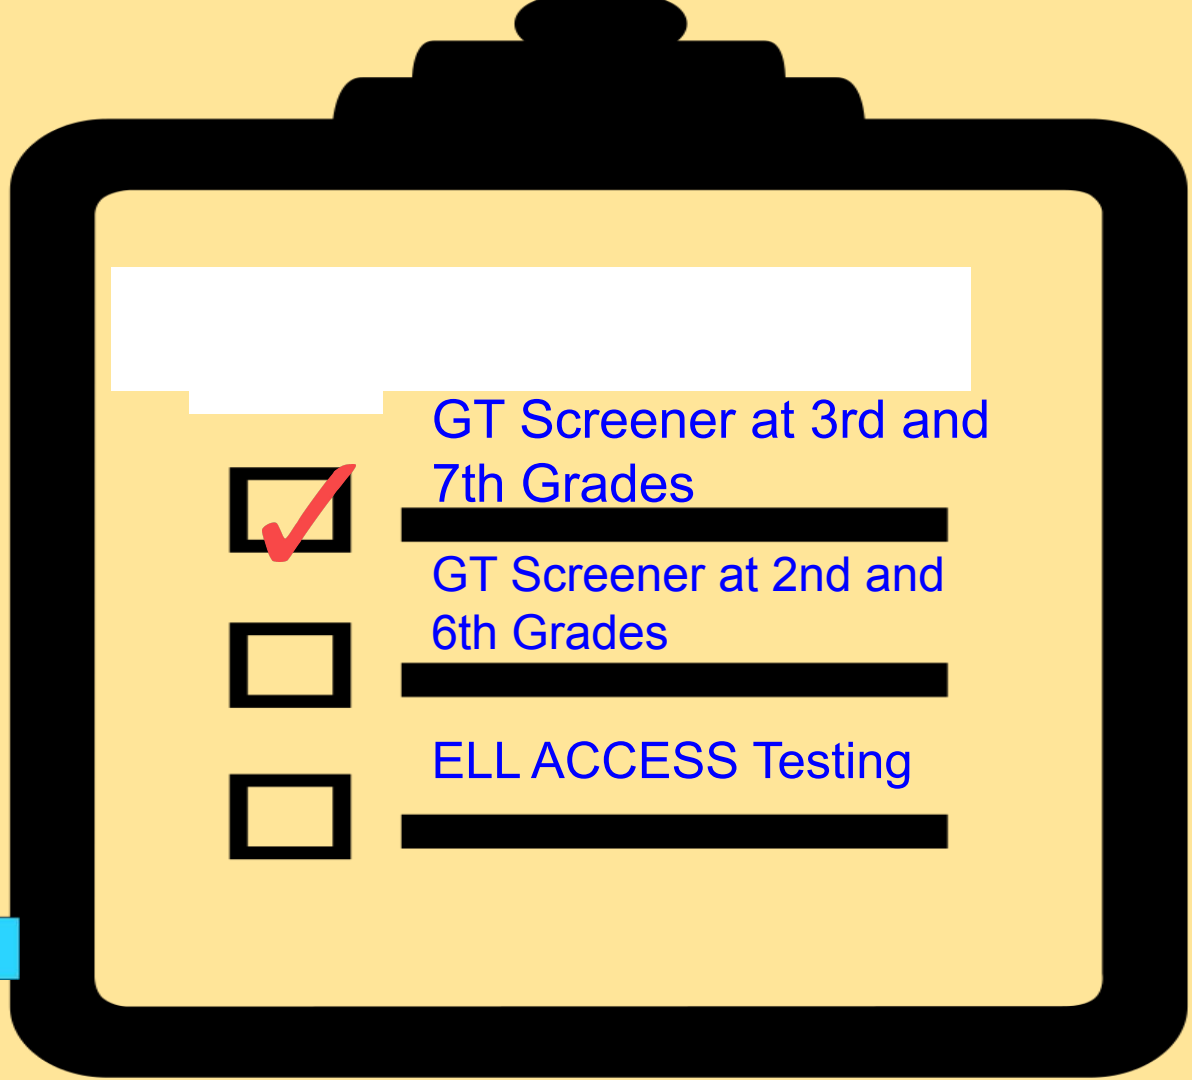 GT Screener at 3rd and
7th Grades
GT Screener at 2nd and
6th Grades
ELL ACCESS Testing